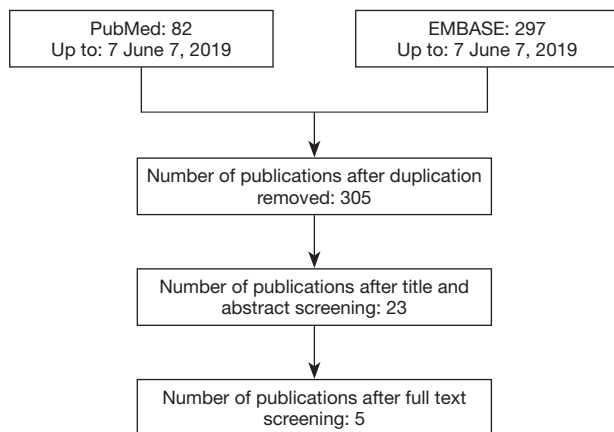 PubMed: 82
Up to: 7 June 7, 2019
EMBASE: 297
Up to: 7 June 7, 2019
Number of publications after duplication
removed: 305
Number of publications after title and
abstract screening: 23
Number of publications after full text
screening: 5